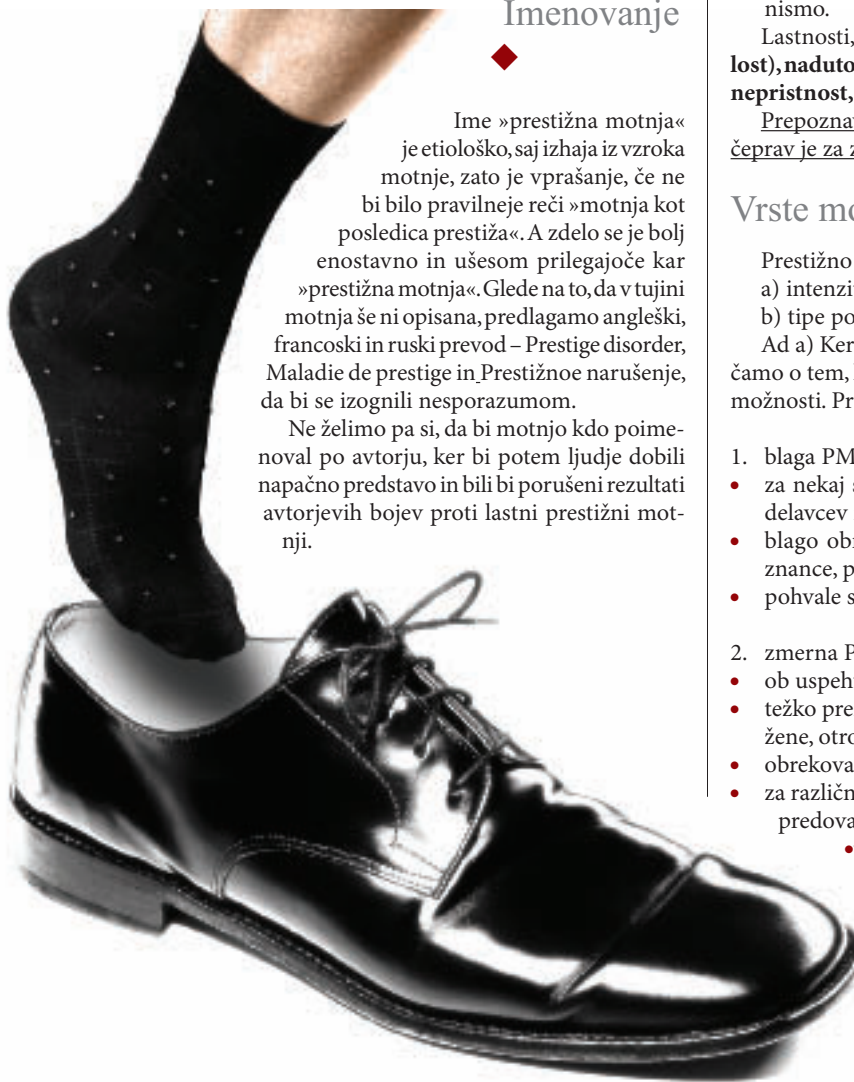 Imenovanje
Ime »prestižna motnja«
je etiološko, saj izhaja iz vzroka
motnje, zato je vprašanje, če ne
bi bilo pravilneje reči »motnja kot
posledica prestiža«. A zdelo se je bolj
enostavno in ušesom prilegajoče kar
»prestižna motnja«. Glede na to, da v tujini
motnja še ni opisana, predlagamo angleški,
francoski in ruski prevod – Prestige disorder,
Maladie de prestige in Prestižnoe narušenje,
da bi se izognili nesporazumom.
Ne želimo pa si, da bi motnjo kdo poime-
noval po avtorju, ker bi potem ljudje dobili
napačno predstavo in bili bi porušeni rezultati
avtorjevih bojev proti lastni prestižni mot-
nji.
nismo.
Lastnosti,
lost), naduto
nepristnost,
Prepoznav
čeprav je za z
Vrste mo
Prestižno
a) intenzi
b) tipe po
Ad a) Ker
čamo o tem,
možnosti. Pr
1. blaga PM
• za nekaj s
delavcev
• blago obr
znance, p
• pohvale s
2. zmerna P
• ob uspeh
• težko pre
žene, otro
• obrekova
• za različn
predova
•